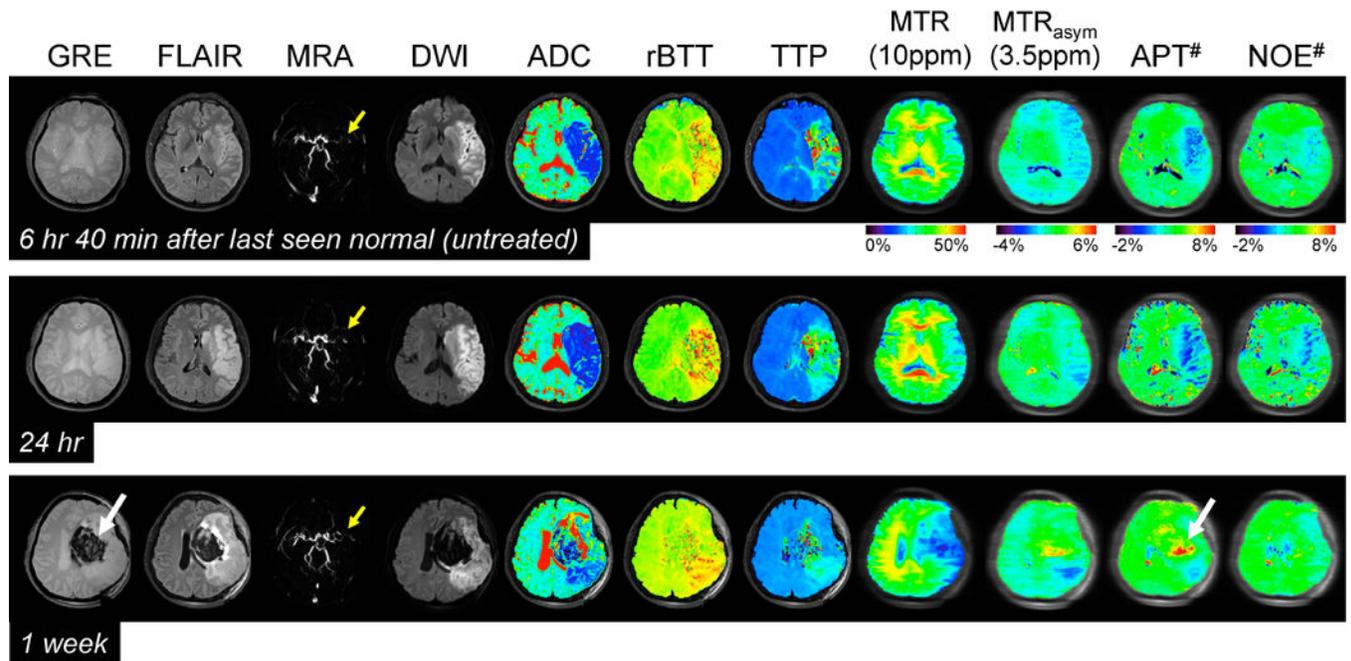 GRE FLAIR MRA DWI ADC rBTT TTP MTR (10ppm) MTRasym (3.5ppm) APT# NOE#
6 hr 40 min after last seen normal (untreated)
0% 50% -4% 6% -2% 8% -2% 8%
24 hr
1 week